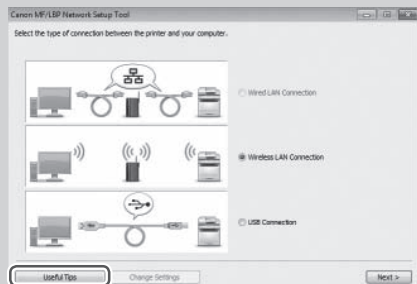 Canon MF/LBP Network Setup Tool
Select the type of connection between the printer and your computer.
Wired LAN Connection
Wireless LAN Connection
USB Connection
Useful Tips
Change Settings
Next >